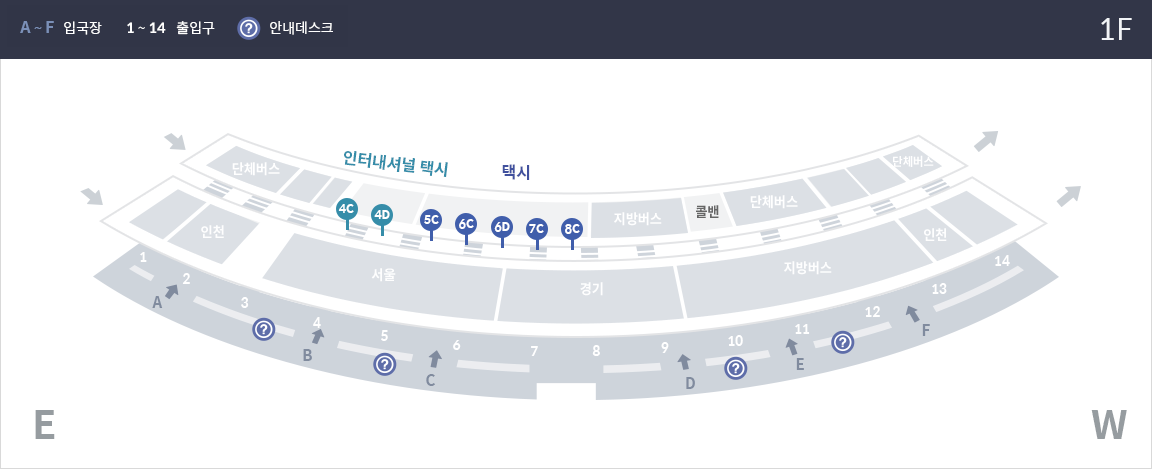 A ~ F 입국장 1 ~ 14 출입구 ? 안내데스크 1F
단체버스 인터내셔널 택시 택시 단체버스
4C 4D 5C 6C 6D 7C 8C 지방버스 콜밴 단체버스
인천 인천
서울 경기 지방버스
1 2 3 4 5 6 7 8 9 10 11 12 13 14
? ? ? ?
A B C D E F
E W